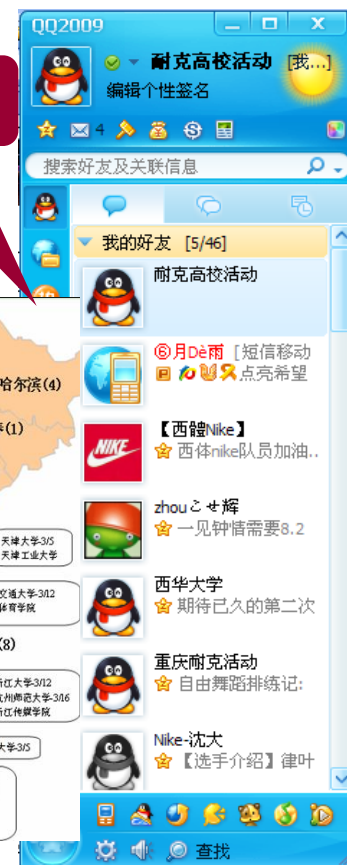 QQ2009
耐克高校活动 [我...]
编辑个性签名
4
搜索好友及关联信息
我的好友 [5/46]
耐克高校活动
⑥月Dè雨 [短信移动
点亮希望
【西體Nike】
西体nike队员加油..
NIKE
zhouこせ辉
一见钟情需要8.2
西华大学
期待已久的第二次
重庆耐克活动
自由舞蹈排练记:
Nike-沈大
【选手介绍】律叶
查找
哈尔滨(4)
(1)
天津大学-3/5
天津工业大学
交通大学-3/12
体育学院
(8)
浙江大学-3/12
杭州师范大学-3/16
浙江传媒学院
大学-3/5